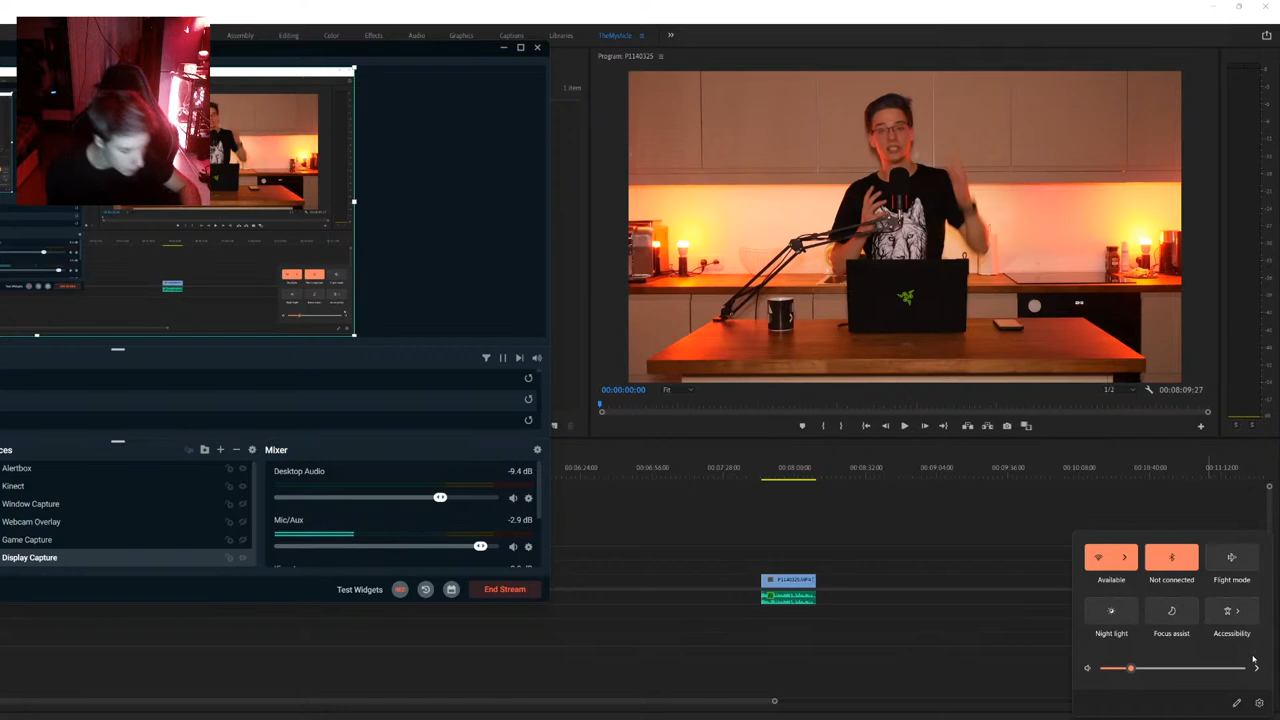 Assembly Editing Color Effects Audio Graphics Captions Libraries TheMysticle
Program: P1140325
1 item
00:00:00:00 Fit 1/2 00:08:09:27
Mixer
Alertbox
Kinect
Window Capture
Webcam Overlay
Game Capture
Display Capture
Desktop Audio -9.4 dB
Mic/Aux -2.9 dB
Test Widgets REC End Stream
00:06:24:00 00:06:56:00 00:07:28:00 00:08:00:00 00:08:32:00 00:09:04:00 00:09:36:00 00:10:08:00 00:10:40:00 00:11:12:00
P1140325.MP4 [
Available Not connected Flight mode
Night light Focus assist Accessibility